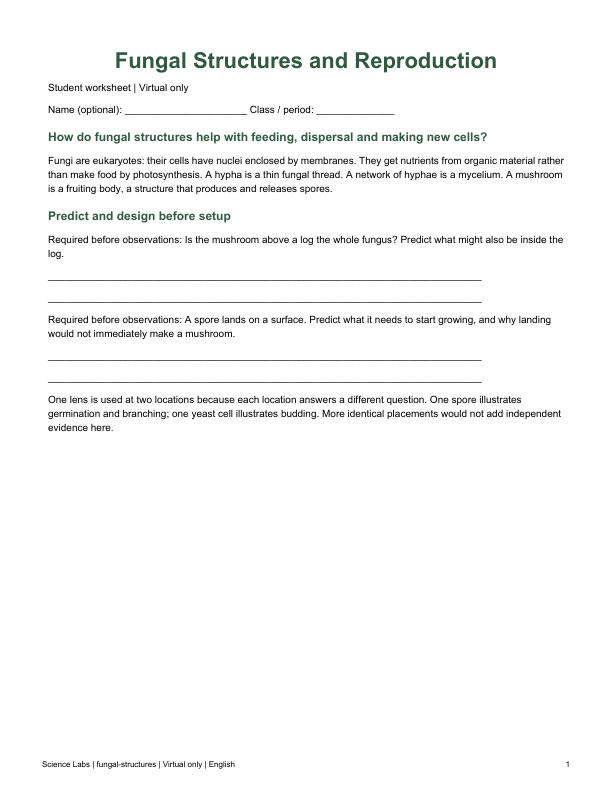 Fungal Structures and Reproduction
Student worksheet | Virtual only
Name (optional): ______________________ Class / period: ______________
How do fungal structures help with feeding, dispersal and making new cells?
Fungi are eukaryotes: their cells have nuclei enclosed by membranes. They get nutrients from organic material rather
than make food by photosynthesis. A hypha is a thin fungal thread. A network of hyphae is a mycelium. A mushroom
is a fruiting body, a structure that produces and releases spores.
Predict and design before setup
Required before observations: Is the mushroom above a log the whole fungus? Predict what might also be inside the
log.
______________________________________________________________________________
______________________________________________________________________________
Required before observations: A spore lands on a surface. Predict what it needs to start growing, and why landing
would not immediately make a mushroom.
______________________________________________________________________________
______________________________________________________________________________
One lens is used at two locations because each location answers a different question. One spore illustrates
germination and branching; one yeast cell illustrates budding. More identical placements would not add independent
evidence here.
Science Labs | fungal-structures | Virtual only | English
1